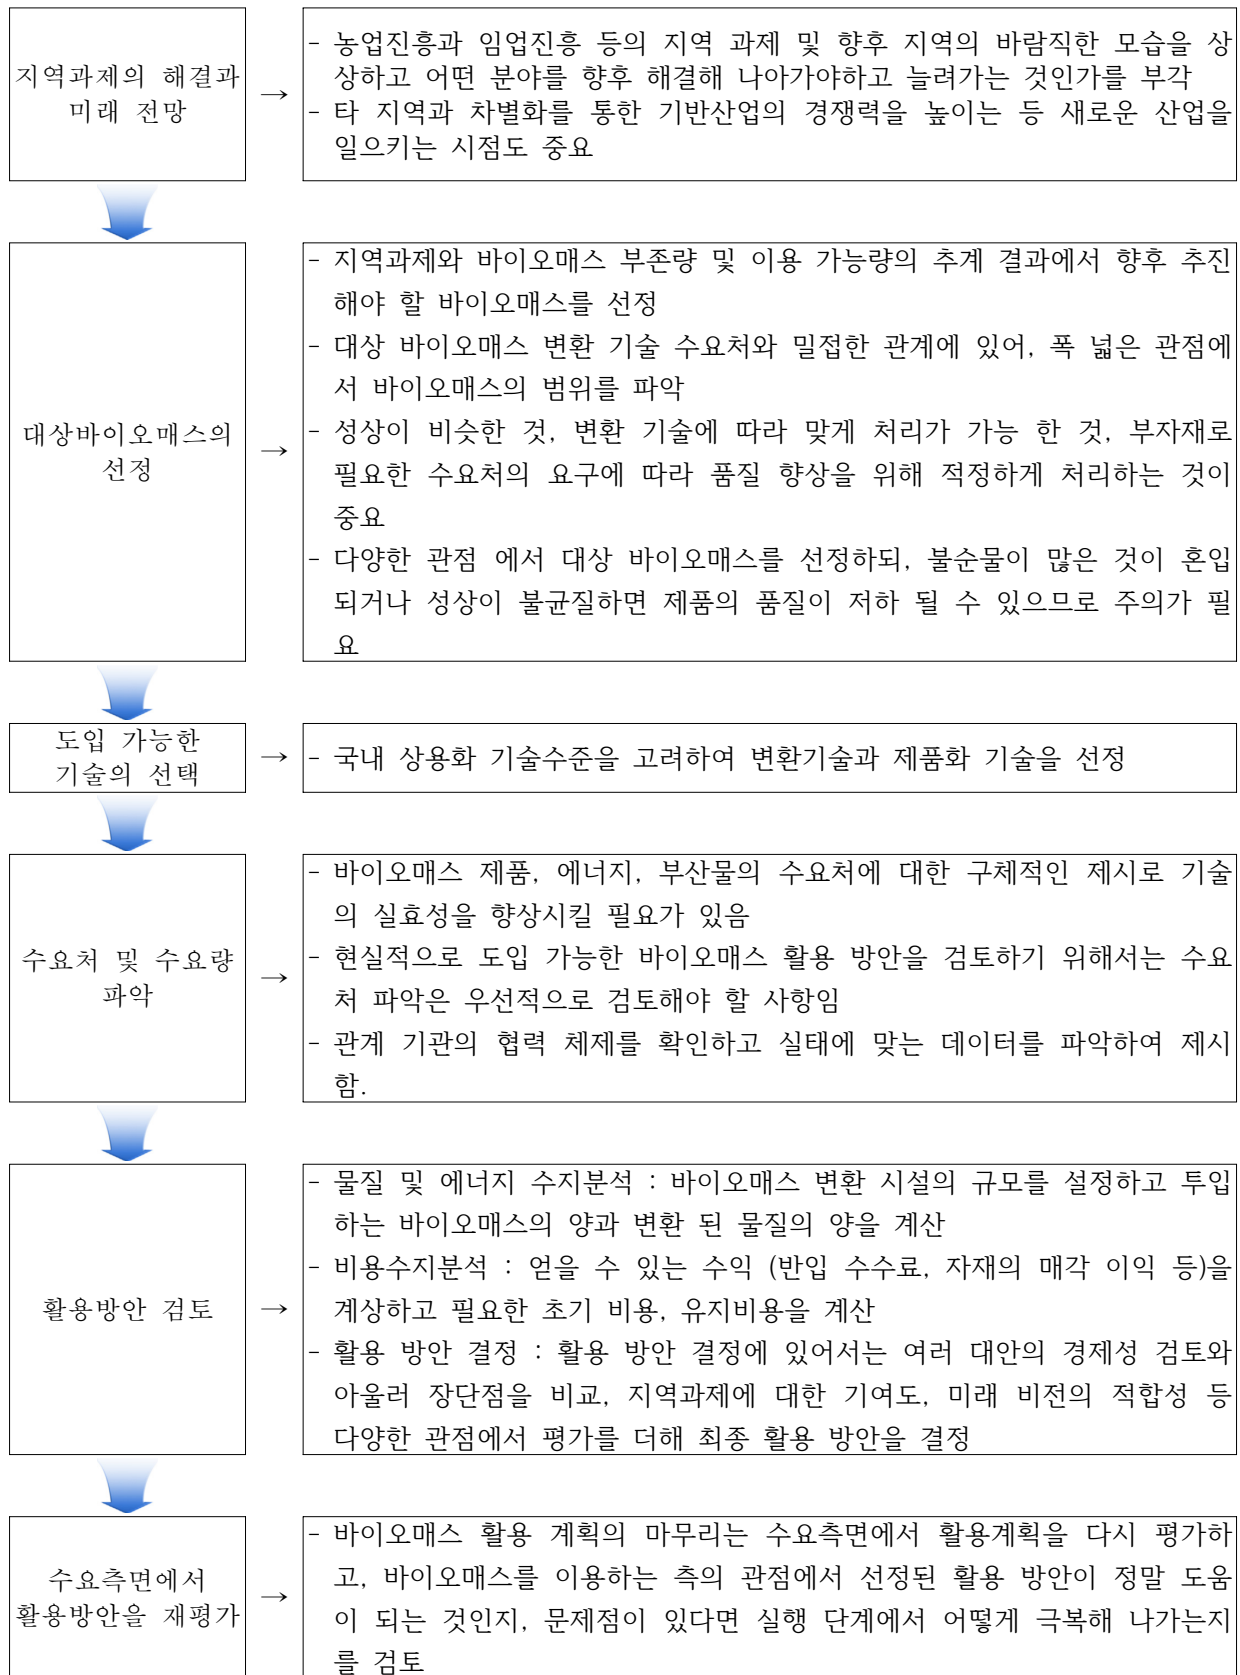 지역과제의 해결과
미래 전망
→
- 농업진흥과 임업진흥 등의 지역 과제 및 향후 지역의 바람직한 모습을 상
상하고 어떤 분야를 향후 해결해 나아가야하고 늘려가는 것인가를 부각
- 타 지역과 차별화를 통한 기반산업의 경쟁력을 높이는 등 새로운 산업을
일으키는 시점도 중요
대상바이오매스의
선정
→
- 지역과제와 바이오매스 부존량 및 이용 가능량의 추계 결과에서 향후 추진
해야 할 바이오매스를 선정
- 대상 바이오매스 변환 기술 수요처와 밀접한 관계에 있어, 폭 넓은 관점에
서 바이오매스의 범위를 파악
- 성상이 비슷한 것, 변환 기술에 따라 맞게 처리가 가능 한 것, 부자재로
필요한 수요처의 요구에 따라 품질 향상을 위해 적정하게 처리하는 것이
중요
- 다양한 관점 에서 대상 바이오매스를 선정하되, 불순물이 많은 것이 혼입
되거나 성상이 불균질하면 제품의 품질이 저하 될 수 있으므로 주의가 필
요
도입 가능한
기술의 선택
→
- 국내 상용화 기술수준을 고려하여 변환기술과 제품화 기술을 선정
수요처 및 수요량
파악
→
- 바이오매스 제품, 에너지, 부산물의 수요처에 대한 구체적인 제시로 기술
의 실효성을 향상시킬 필요가 있음
- 현실적으로 도입 가능한 바이오매스 활용 방안을 검토하기 위해서는 수요
처 파악은 우선적으로 검토해야 할 사항임
- 관계 기관의 협력 체제를 확인하고 실태에 맞는 데이터를 파악하여 제시
함.
활용방안 검토
→
- 물질 및 에너지 수지분석 : 바이오매스 변환 시설의 규모를 설정하고 투입
하는 바이오매스의 양과 변환 된 물질의 양을 계산
- 비용수지분석 : 얻을 수 있는 수익 (반입 수수료, 자재의 매각 이익 등)을
계상하고 필요한 초기 비용, 유지비용을 계산
- 활용 방안 결정 : 활용 방안 결정에 있어서는 여러 대안의 경제성 검토와
아울러 장단점을 비교, 지역과제에 대한 기여도, 미래 비전의 적합성 등
다양한 관점에서 평가를 더해 최종 활용 방안을 결정
수요측면에서
활용방안을 재평가
→
- 바이오매스 활용 계획의 마무리는 수요측면에서 활용계획을 다시 평가하
고, 바이오매스를 이용하는 측의 관점에서 선정된 활용 방안이 정말 도움
이 되는 것인지, 문제점이 있다면 실행 단계에서 어떻게 극복해 나가는지
를 검토